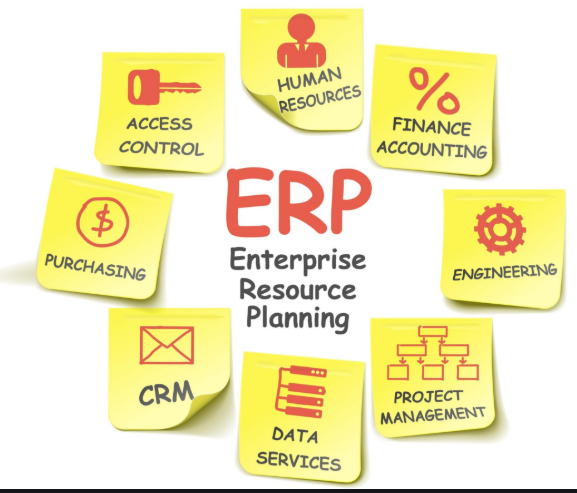 HUMAN
RESOURCES
FINANCE
ACCOUNTING
ENGINEERING
PROJECT
MANAGEMENT
DATA
SERVICES
CRM
PURCHASING
ACCESS
CONTROL
ERP
Enterprise
Resource
Planning